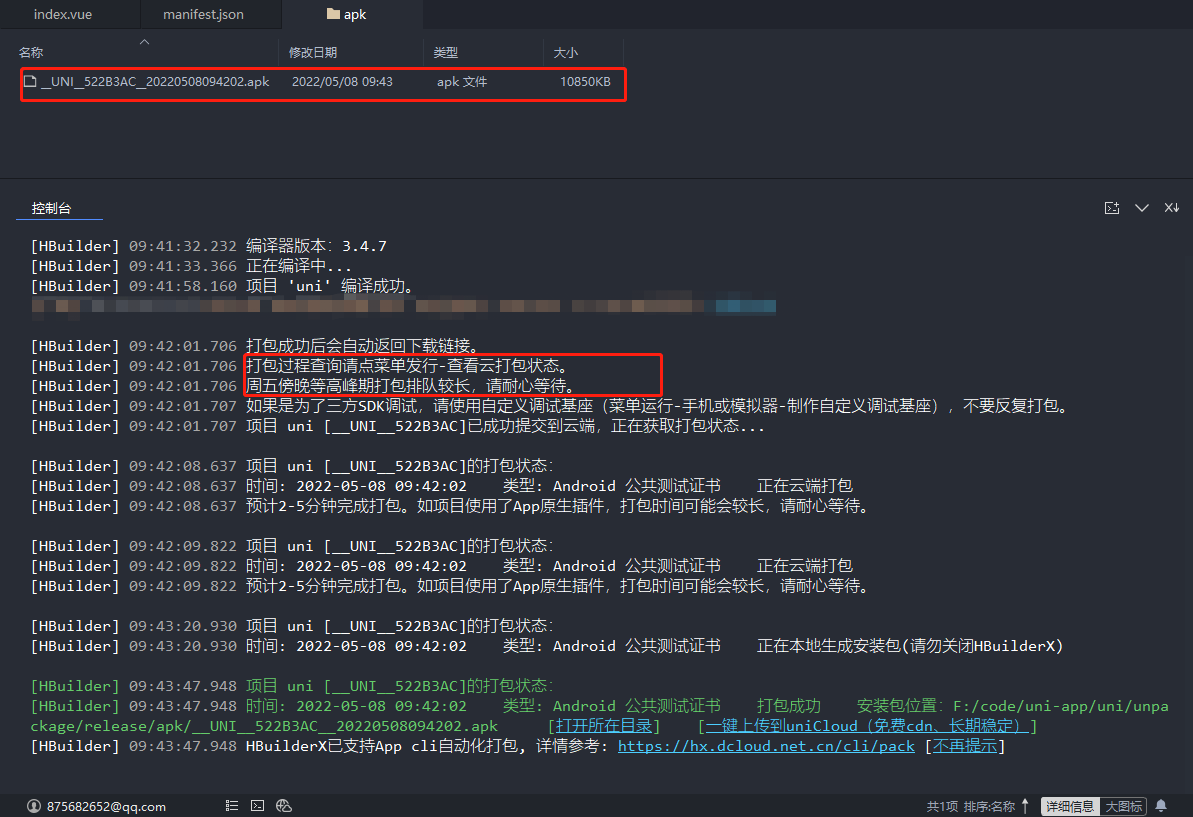 index.vue manifest.json apk
名称 修改日期 类型 大小
__UNI__522B3AC__20220508094202.apk 2022/05/08 09:43 apk 文件 10850KB
控制台
[HBuilder] 09:41:32.232 编译器版本：3.4.7
[HBuilder] 09:41:33.366 正在编译中...
[HBuilder] 09:41:58.160 项目 'uni' 编译成功。
[HBuilder] 09:42:01.706 打包成功后会自动返回下载链接。
[HBuilder] 09:42:01.706 打包过程查询请点菜单发行-查看云打包状态。
[HBuilder] 09:42:01.706 周五傍晚等高峰期打包排队较长，请耐心等待。
[HBuilder] 09:42:01.707 如果是为了三方SDK调试，请使用自定义调试基座（菜单运行-手机或模拟器-制作自定义调试基座），不要反复打包。
[HBuilder] 09:42:01.707 项目 uni [__UNI__522B3AC]已成功提交到云端，正在获取打包状态...
[HBuilder] 09:42:08.637 项目 uni [__UNI__522B3AC]的打包状态：
[HBuilder] 09:42:08.637 时间: 2022-05-08 09:42:02 类型: Android 公共测试证书 正在云端打包
[HBuilder] 09:42:08.637 预计2-5分钟完成打包。如项目使用了App原生插件，打包时间可能会较长，请耐心等待。
[HBuilder] 09:42:09.822 项目 uni [__UNI__522B3AC]的打包状态：
[HBuilder] 09:42:09.822 时间: 2022-05-08 09:42:02 类型: Android 公共测试证书 正在云端打包
[HBuilder] 09:42:09.822 预计2-5分钟完成打包。如项目使用了App原生插件，打包时间可能会较长，请耐心等待。
[HBuilder] 09:43:20.930 项目 uni [__UNI__522B3AC]的打包状态：
[HBuilder] 09:43:20.930 时间: 2022-05-08 09:42:02 类型: Android 公共测试证书 正在本地生成安装包(请勿关闭HBuilderX)
[HBuilder] 09:43:47.948 项目 uni [__UNI__522B3AC]的打包状态：
[HBuilder] 09:43:47.948 时间: 2022-05-08 09:42:02 类型: Android 公共测试证书 打包成功 安装包位置：F:/code/uni-app/uni/unpa
ckage/release/apk/__UNI__522B3AC__20220508094202.apk [打开所在目录] [一键上传到uniCloud（免费cdn、长期稳定）]
[HBuilder] 09:43:47.948 HBuilderX已支持App cli自动化打包, 详情参考: https://hx.dcloud.net.cn/cli/pack [不再提示]
875682652@qq.com 共1项 排序:名称 详细信息 大图标